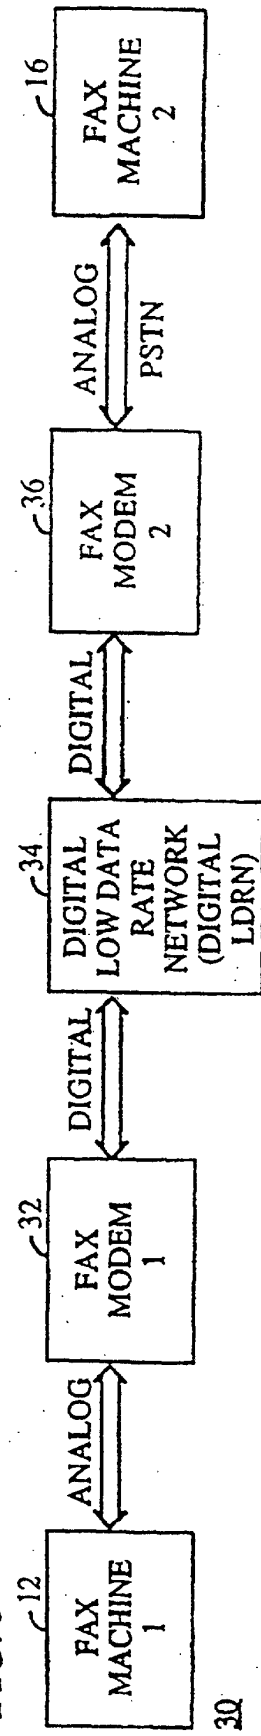 12
FAX
MACHINE
1
ANALOG
32
FAX
MODEM
1
DIGITAL
34
DIGITAL
LOW DATA
RATE
NETWORK
(DIGITAL
LDRN)
DIGITAL
36
FAX
MODEM
2
ANALOG
PSTN
16
FAX
MACHINE
2
30